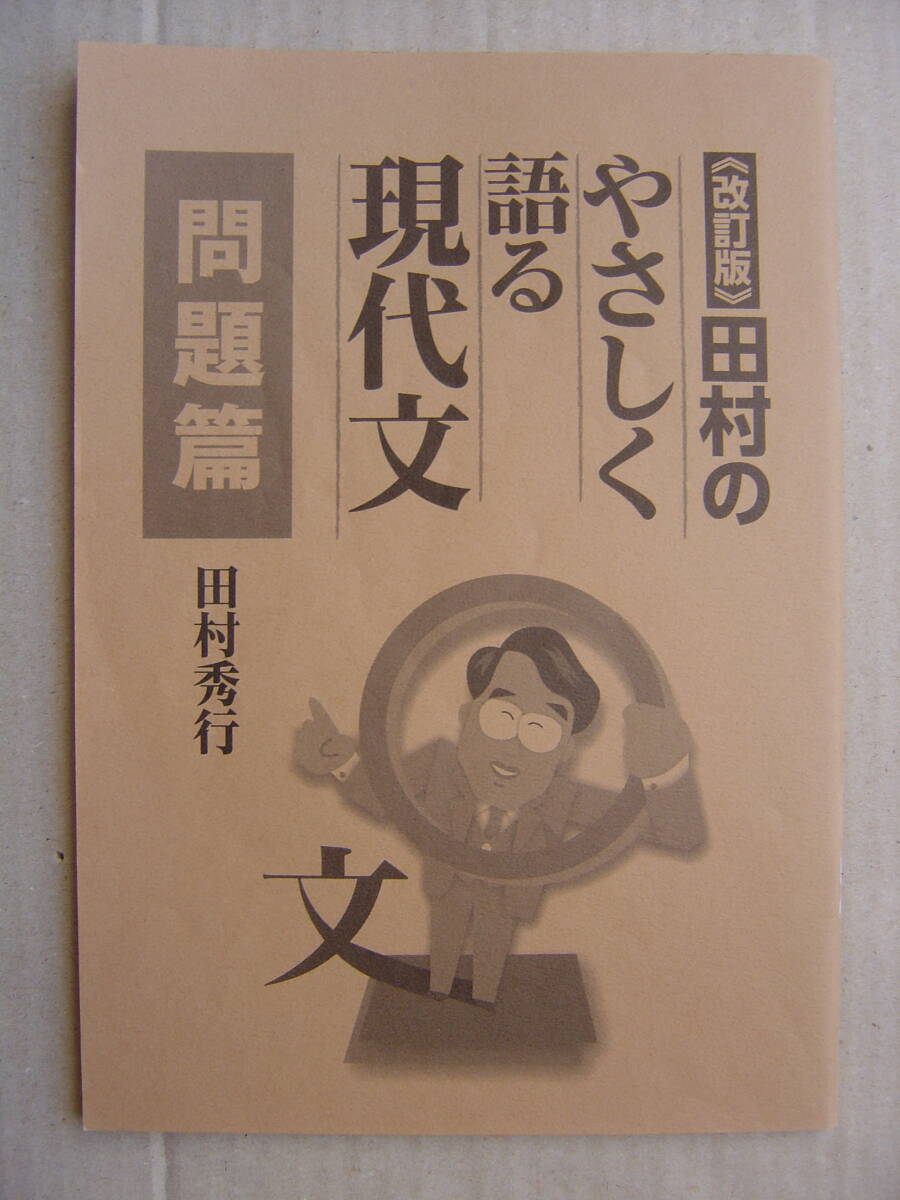 《改訂版》田村の
やさしく
語る
現代文
問題篇
田村秀行
文